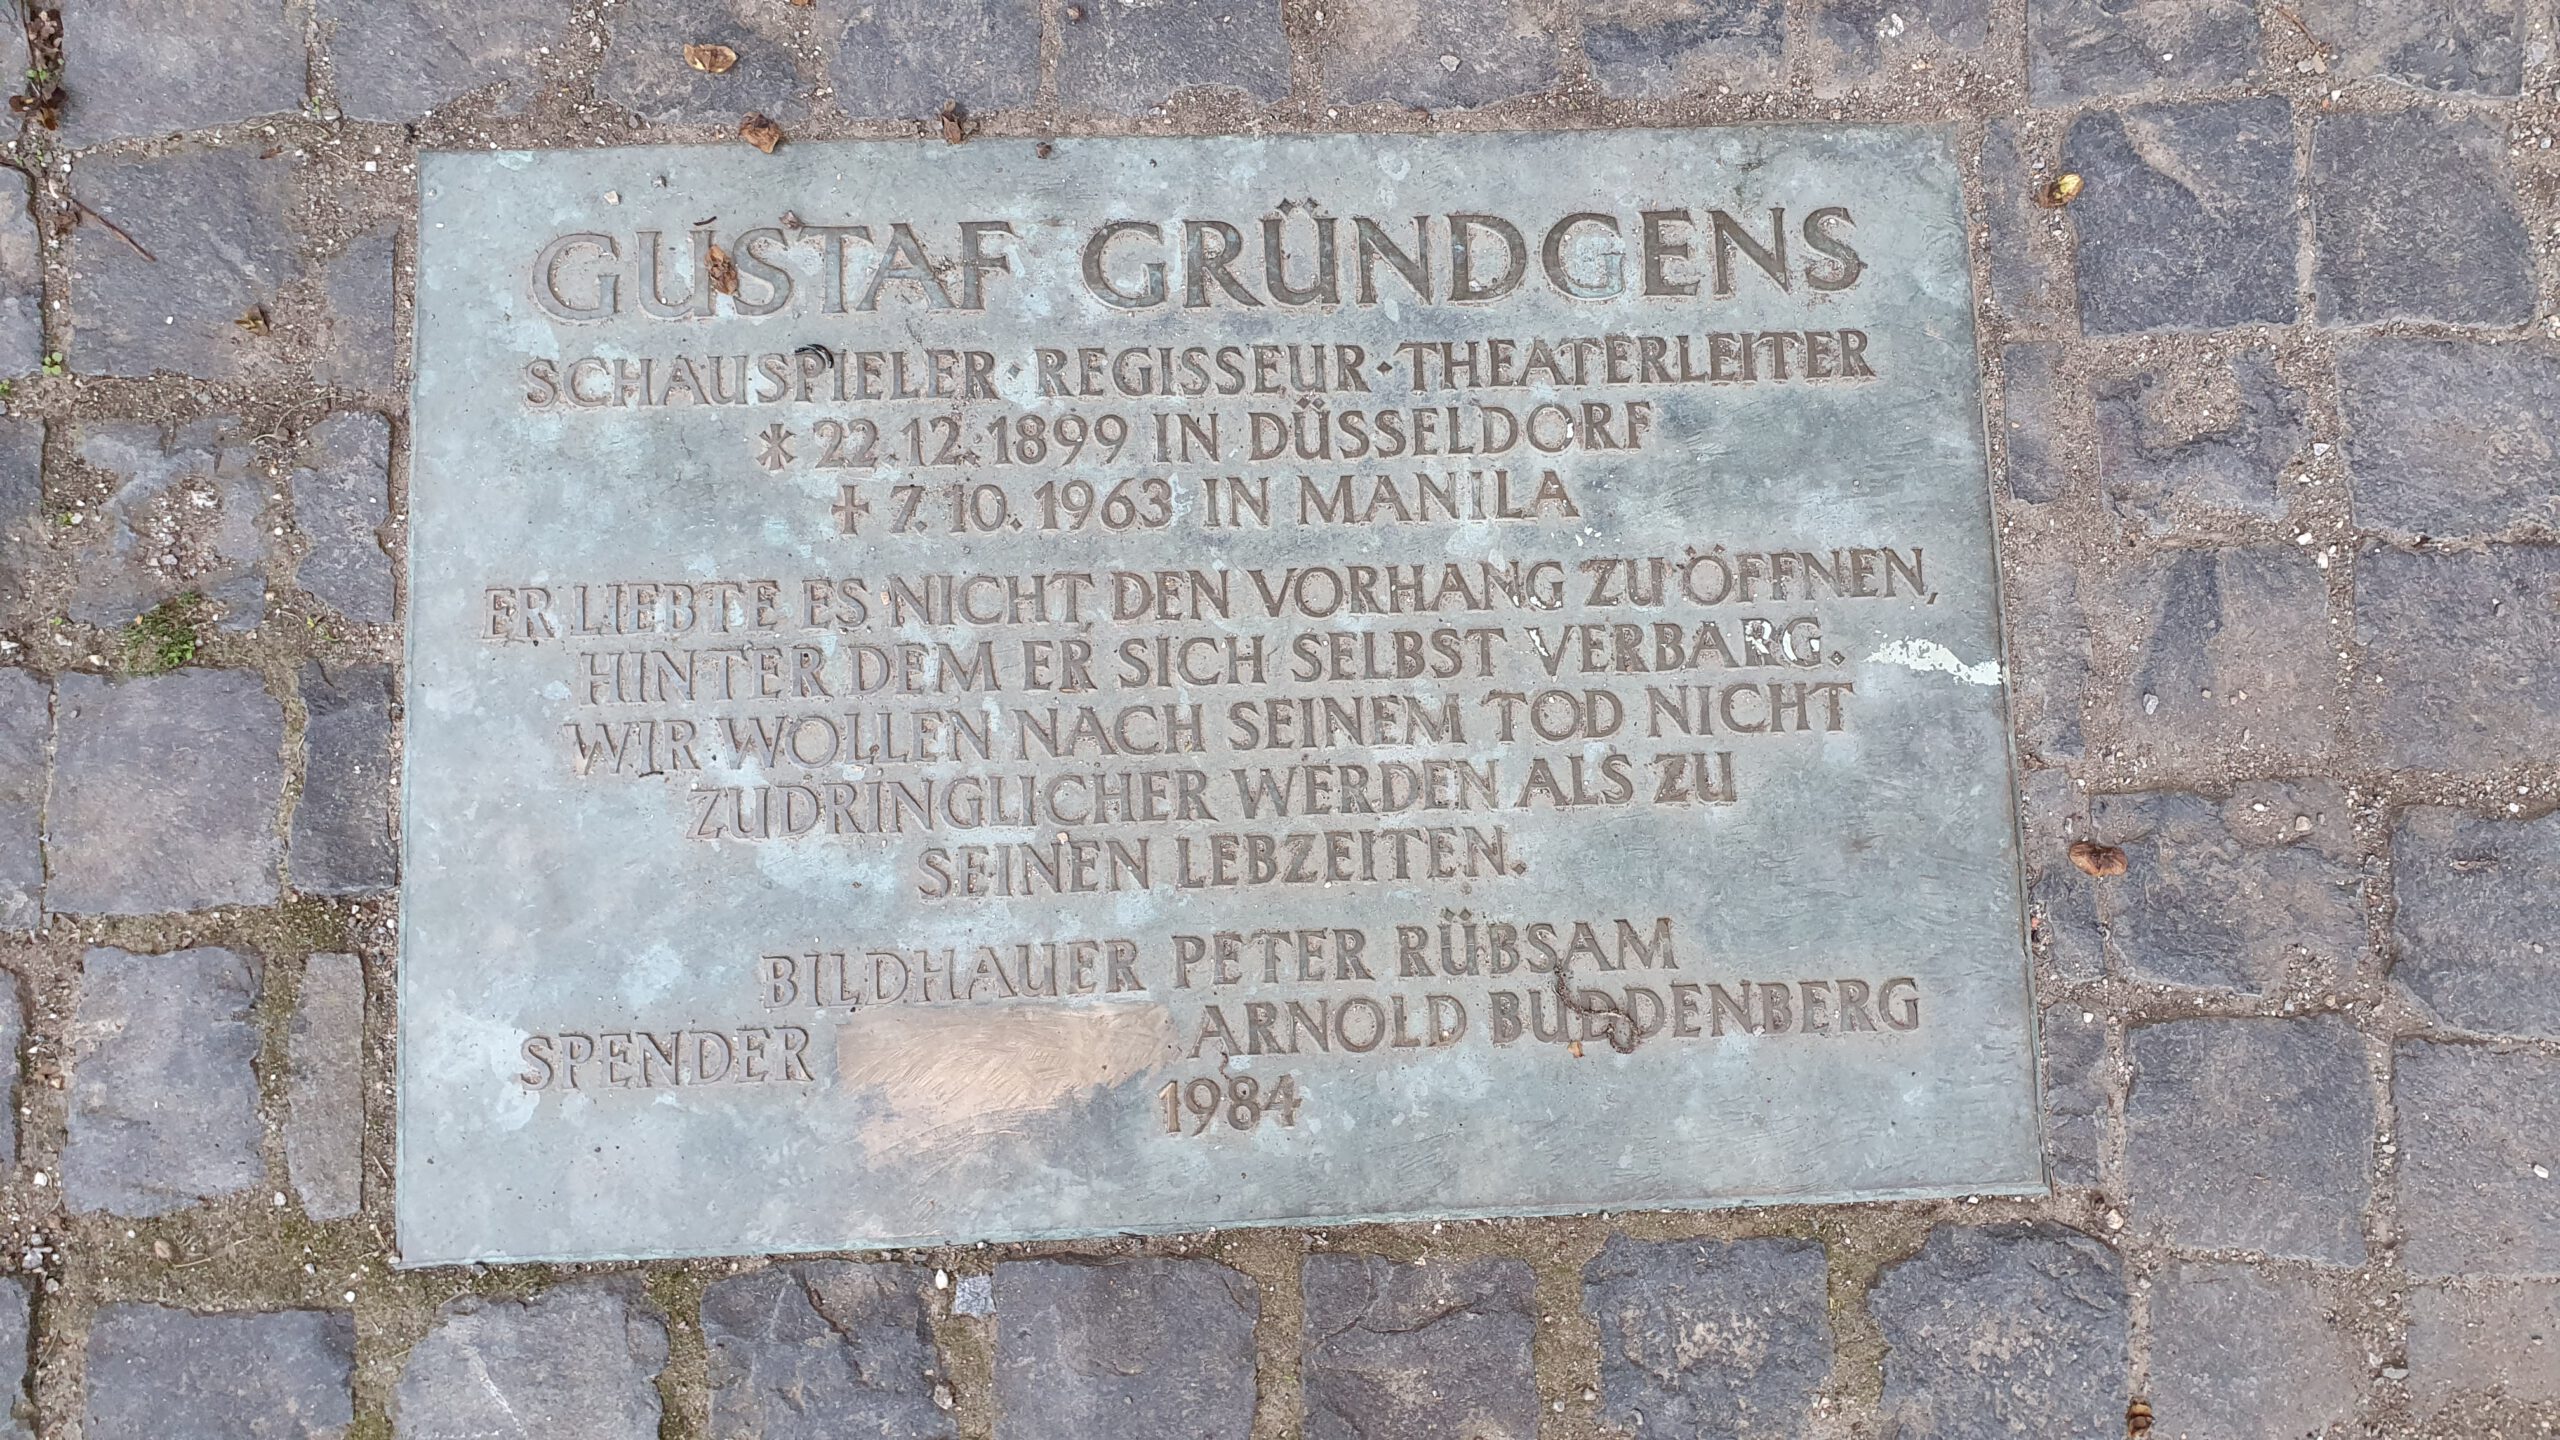 GUSTAF GRÜNDGENS
SCHAUSPIELER · REGISSEUR · THEATERLEITER
* 22.12.1899 IN DÜSSELDORF
† 7.10.1963 IN MANILA
ER LIEBTE ES NICHT, DEN VORHANG ZU ÖFFNEN,
HINTER DEM ER SICH SELBST VERBARG.
WIR WOLLEN NACH SEINEM TOD NICHT
ZUDRINGLICHER WERDEN ALS ZU
SEINEN LEBZEITEN.
BILDHAUER PETER RÜBSAM
SPENDER ARNOLD BUDDENBERG
1984